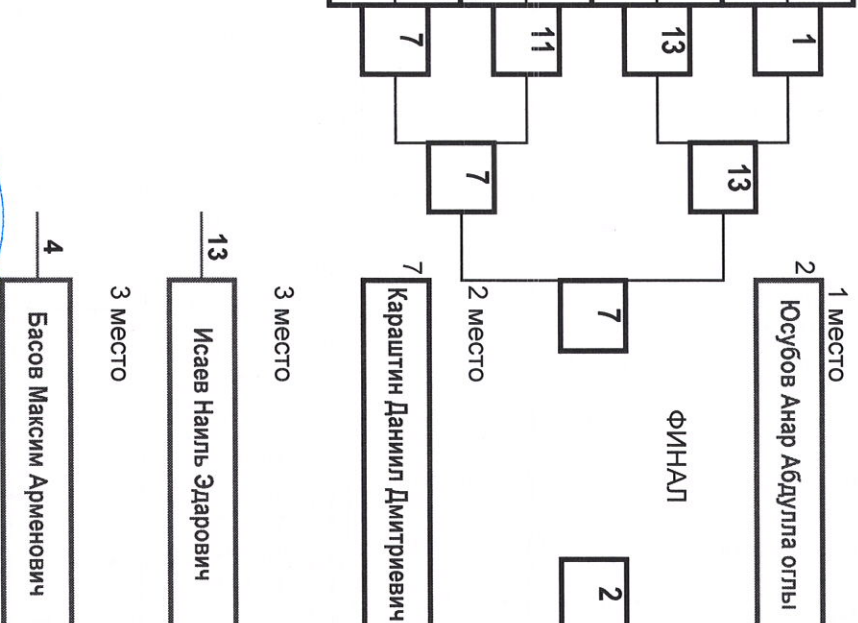 1
13
11
7
13
7
7
ФИНАЛ
2
1 место
2
Юсубов Анар Абдулла оглы
2 место
7
Караштин Даниил Дмитриевич
3 место
13
Исаев Наиль Эдарович
3 место
4
Басов Максим Арменович